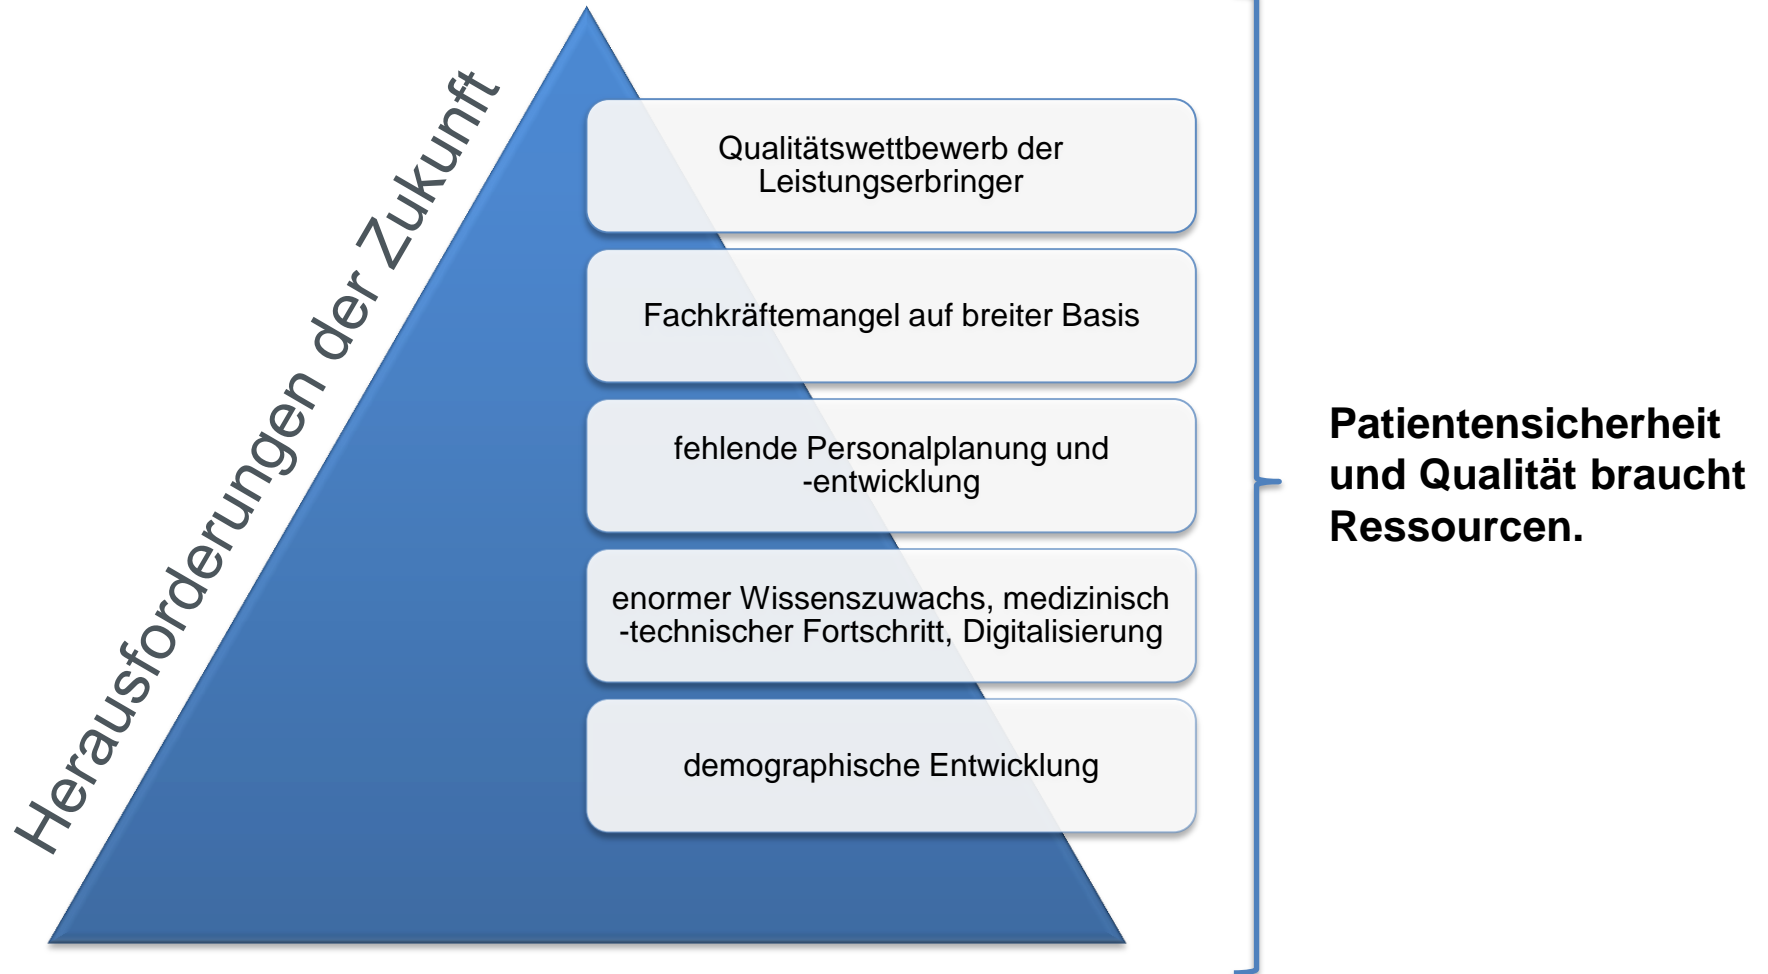 Herausforderungen der Zukunft
Qualitätswettbewerb der
Leistungserbringer
Fachkräftemangel auf breiter Basis
fehlende Personalplanung und
-entwicklung
enormer Wissenszuwachs, medizinisch
-technischer Fortschritt, Digitalisierung
demographische Entwicklung
Patientensicherheit
und Qualität braucht
Ressourcen.